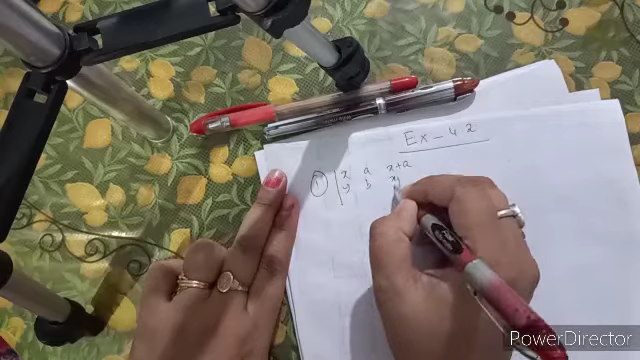 Ex - 4.2
① | x a x+a
y b x
PowerDirector